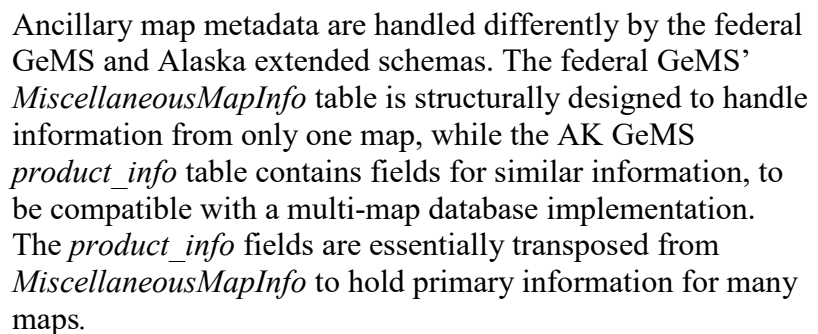 Ancillary map metadata are handled differently by the federal
GeMS and Alaska extended schemas. The federal GeMS’
MiscellaneousMapInfo table is structurally designed to handle
information from only one map, while the AK GeMS
product_info table contains fields for similar information, to
be compatible with a multi-map database implementation.
The product_info fields are essentially transposed from
MiscellaneousMapInfo to hold primary information for many
maps.